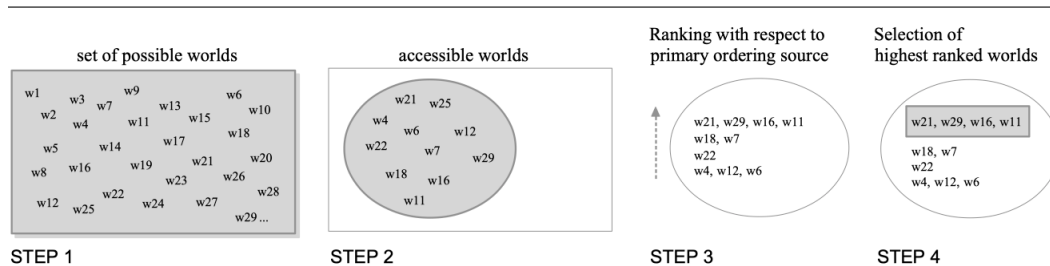 set of possible worlds
w1
w9
w6
w3
w7
w13
w10
w2
w15
w4
w11
w18
w17
w5
w14
w21
w20
w8
w16
w19
w23
w26
w22
w28
w12
w25
w24
w27
w29 ...
STEP 1
accessible worlds
w21
w25
w4
w6
w12
w22
w7
w29
w18
w16
w11
STEP 2
Ranking with respect to
primary ordering source
w21, w29, w16, w11
w18, w7
w22
w4, w12, w6
STEP 3
Selection of
highest ranked worlds
w21, w29, w16, w11
w18, w7
w22
w4, w12, w6
STEP 4